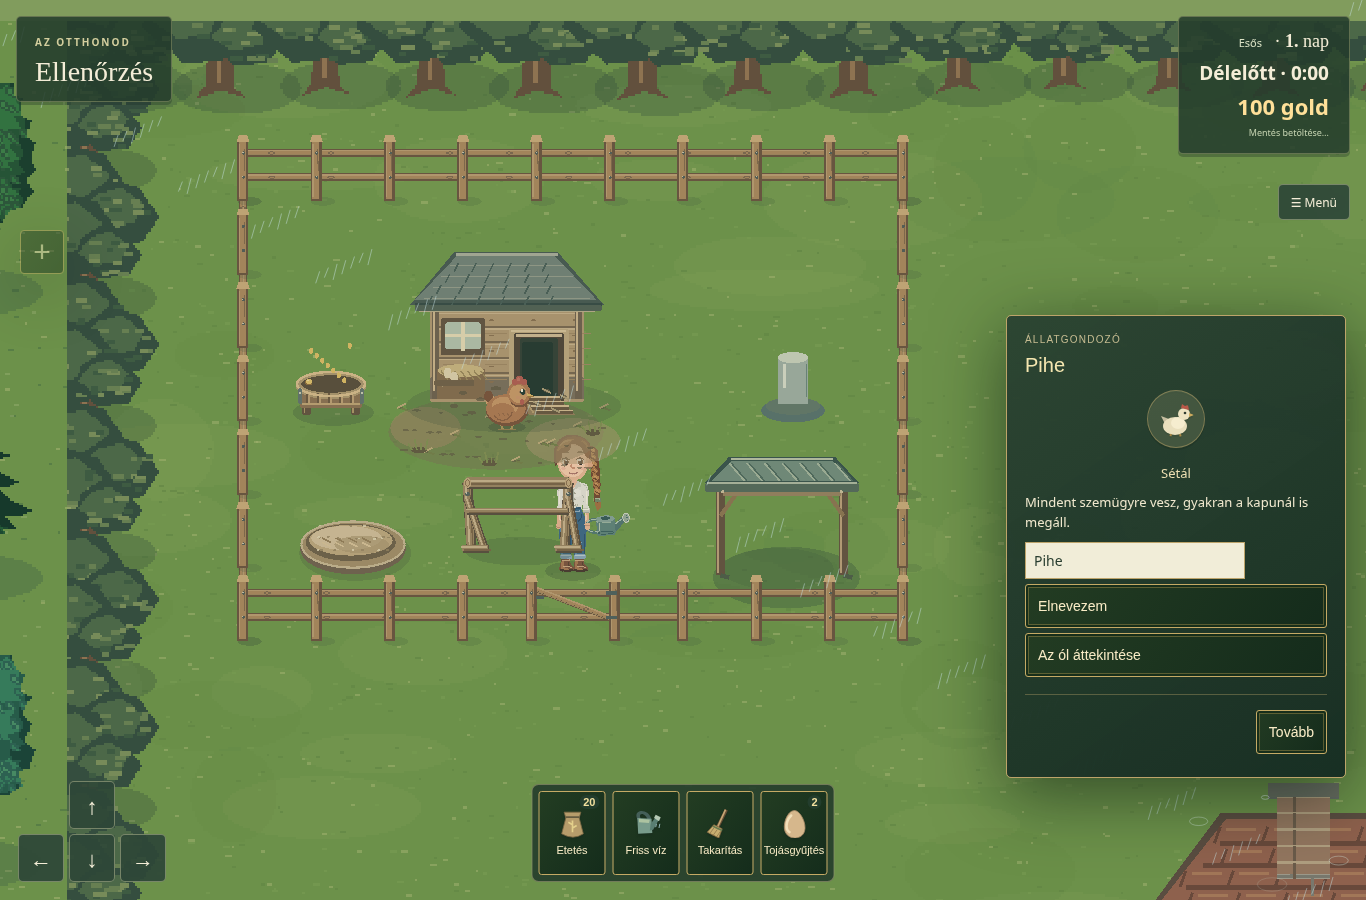 AZ OTTHONOD
Ellenőrzés
Esős · 1. nap
Délelőtt · 0:00
100 gold
Mentés betöltése…
☰ Menü
+
ÁLLATGONDOZÓ
Pihe
Sétál
Mindent szemügyre vesz, gyakran a kapunál is
megáll.
Pihe
Elnevezem
Az ól áttekintése
Tovább
↑
← ↓ →
20
Etetés
Friss víz
Takarítás
2
Tojásgyűjtés